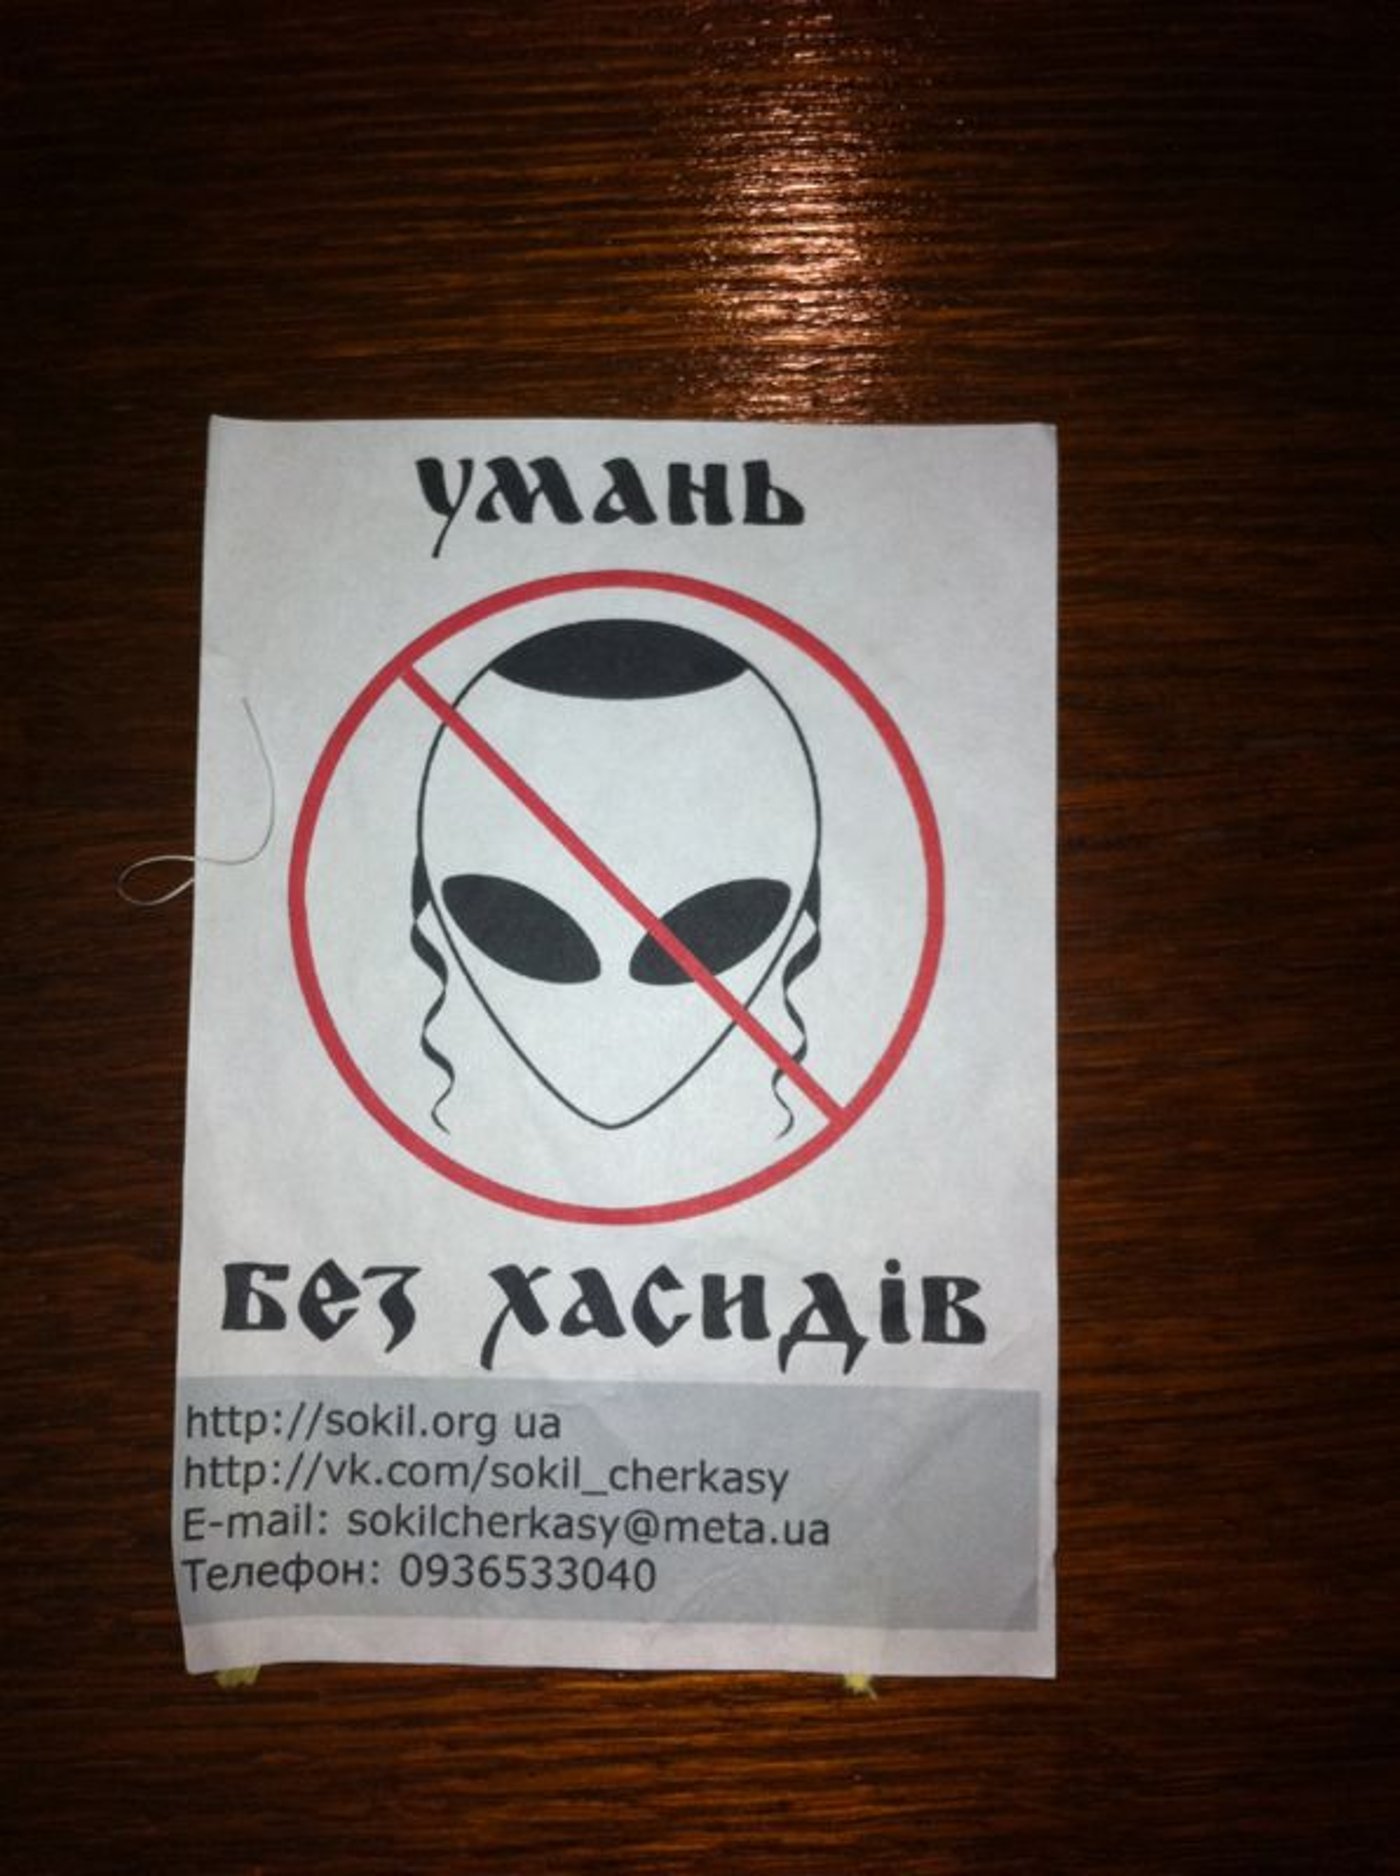 умань
без хасидів
http://sokil.org ua
http://vk.com/sokil_cherkasy
E-mail: sokilcherkasy@meta.ua
Телефон: 0936533040